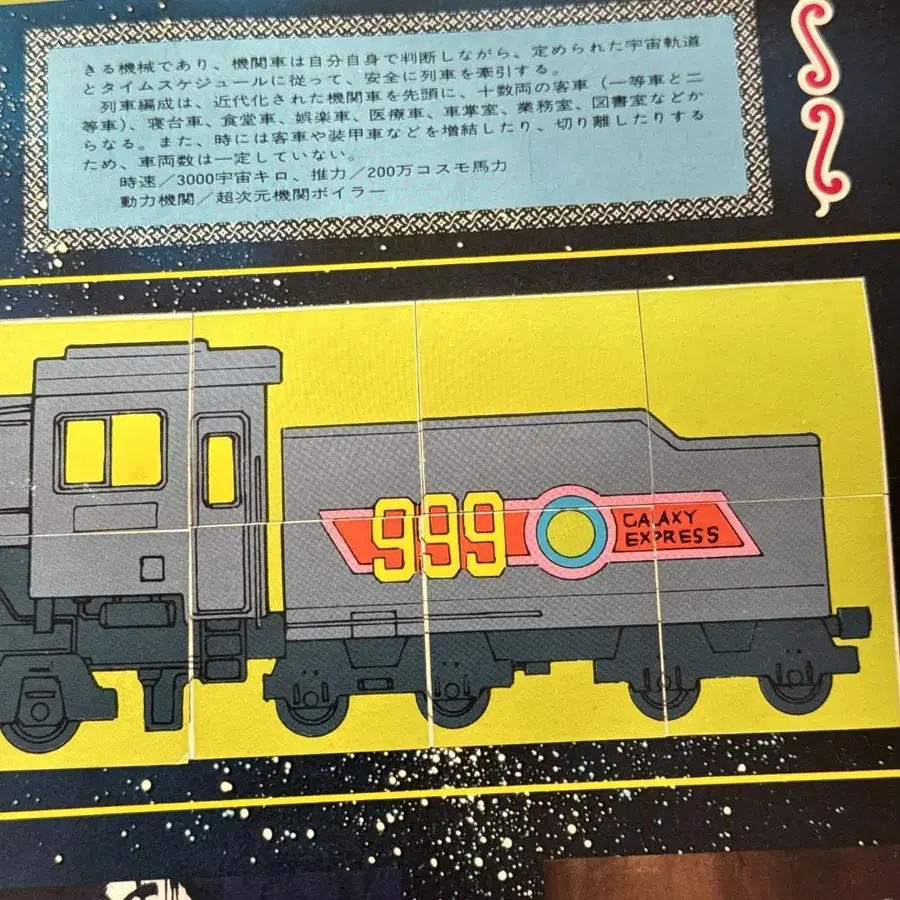 きる機械であり、機関車は自分自身で判断しながら、定められた宇宙軌道
とタイムスケジュールに従って、安全に列車を牽引する。
列車編成は、近代化された機関車を先頭に、十数両の客車（一等車と二
等車）、寝台車、食堂車、娯楽車、医療車、車掌室、業務室、図書室などか
らなる。また、時には客車や装甲車などを増結したり、切り離したりする
ため、車両数は一定していない。
時速／3000宇宙キロ、推力／200万コスモ馬力
動力機関／超次元機関ボイラー
999
GALAXY
EXPRESS